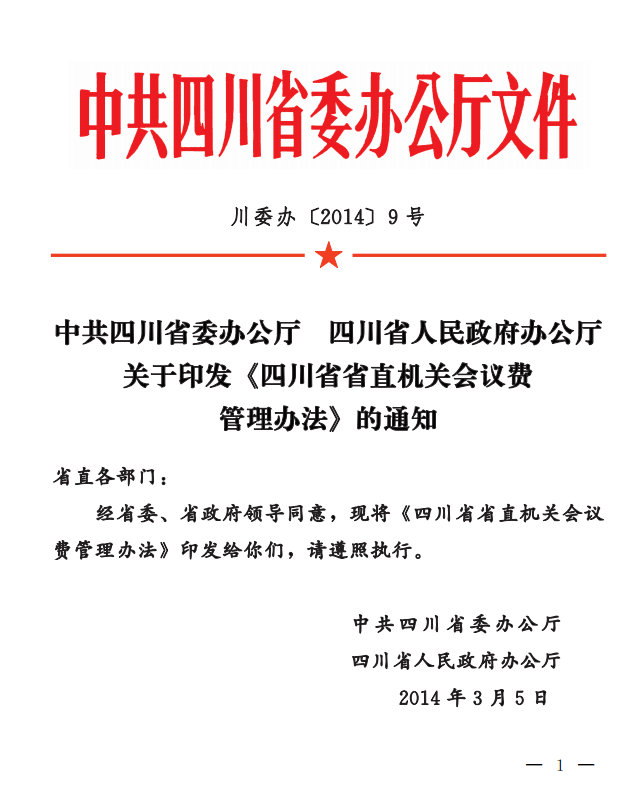 中共四川省委办公厅文件
川委办〔2014〕9号
中共四川省委办公厅　四川省人民政府办公厅
关于印发《四川省省直机关会议费
管理办法》的通知
省直各部门：
经省委、省政府领导同意，现将《四川省省直机关会议
费管理办法》印发给你们，请遵照执行。
中共四川省委办公厅
四川省人民政府办公厅
2014年3月5日
— 1 —